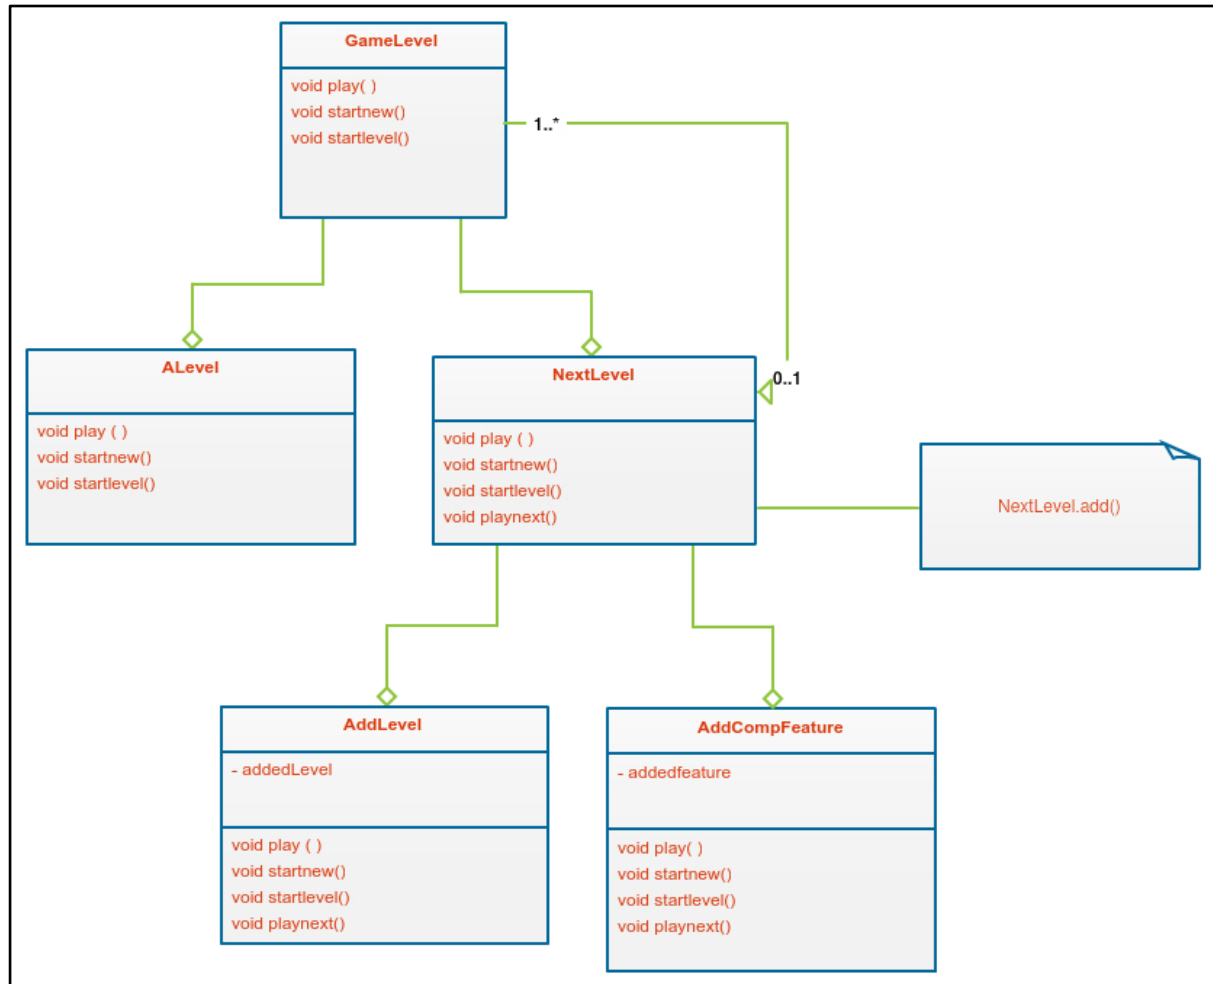 GameLevel
void play( )
void startnew()
void startlevel()
1..*
ALevel
void play ( )
void startnew()
void startlevel()
NextLevel
void play ( )
void startnew()
void startlevel()
void playnext()
0..1
NextLevel.add()
AddLevel
- addedLevel
void play ( )
void startnew()
void startlevel()
void playnext()
AddCompFeature
- addedfeature
void play( )
void startnew()
void startlevel()
void playnext()